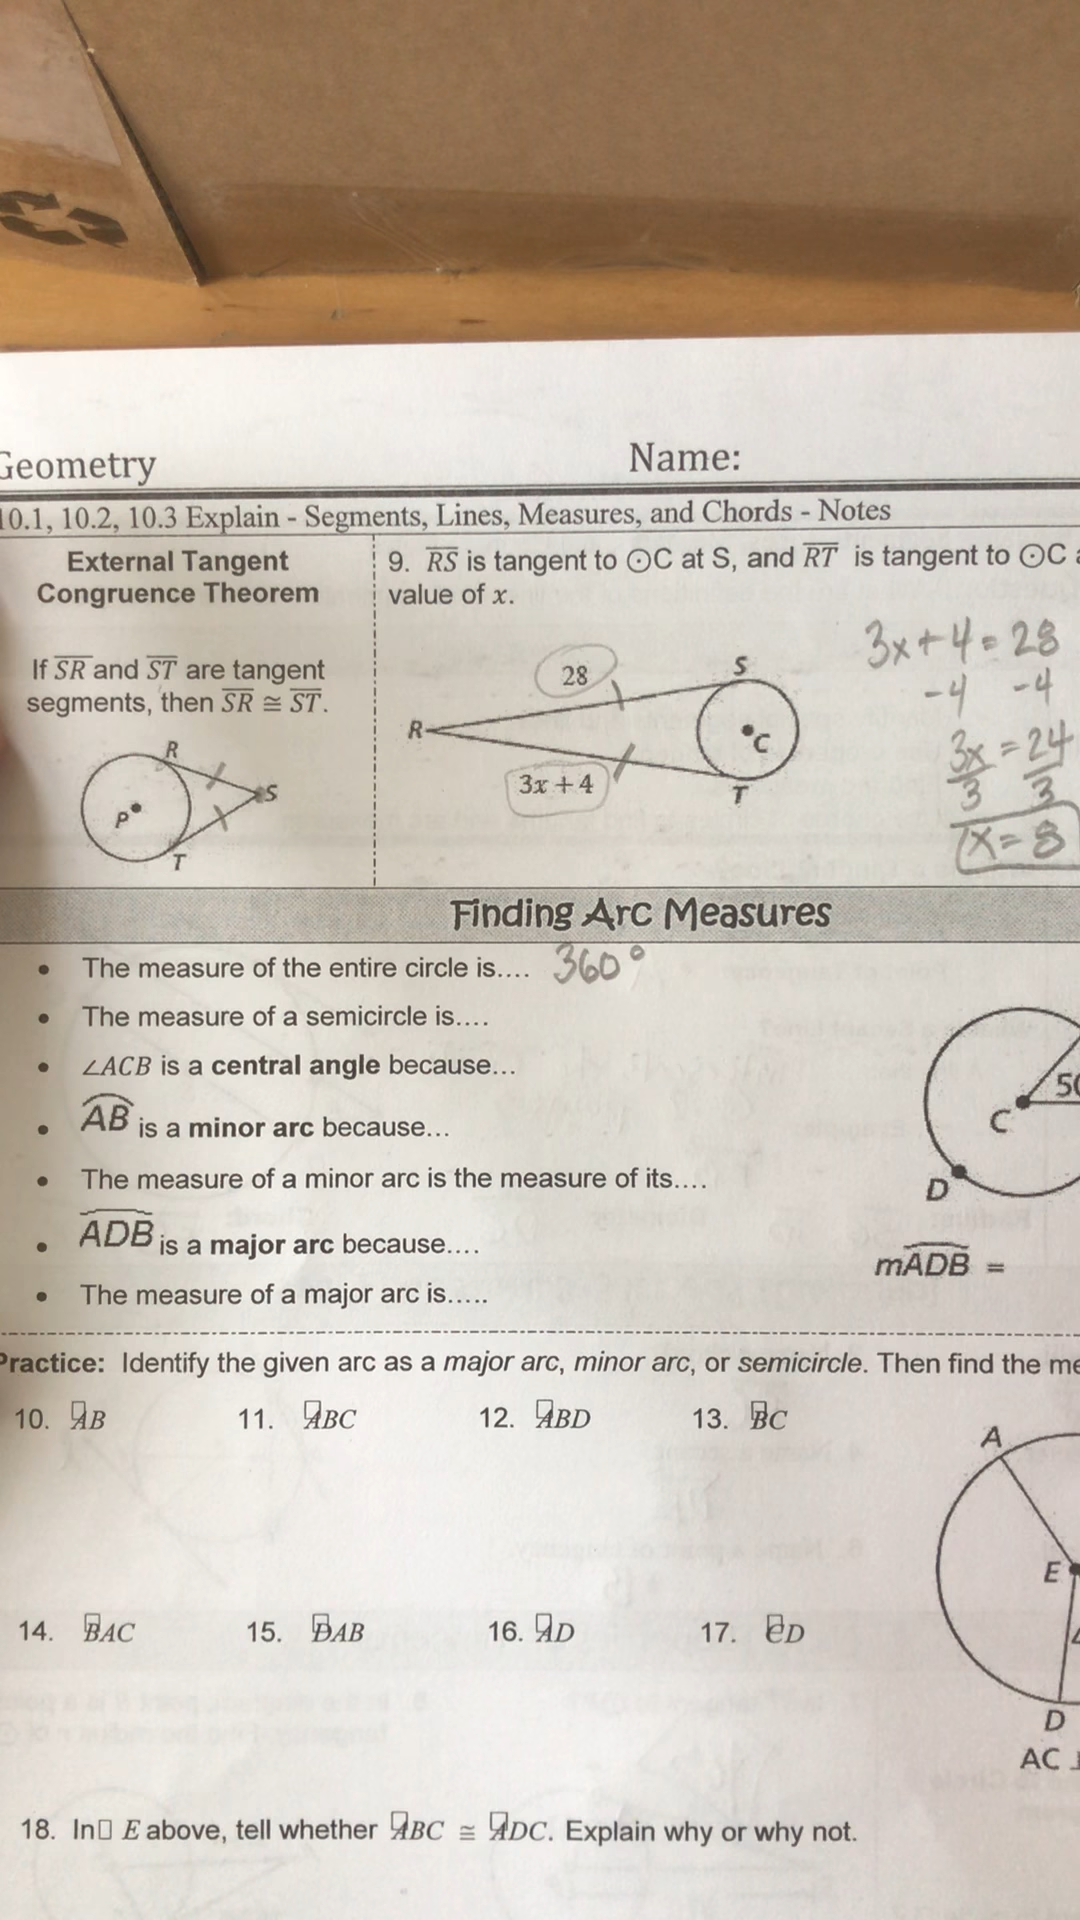 Geometry
Name:
10.1, 10.2, 10.3 Explain - Segments, Lines, Measures, and Chords - Notes
External Tangent
Congruence Theorem
If SR and ST are tangent
segments, then SR ≅ ST.
R
S
P
T
9. RS is tangent to ⊙C at S, and RT is tangent to ⊙C
value of x.
28
S
R
C
3x + 4
T
3x+4=28
-4 -4
3x = 24
3 3
x=8
Finding Arc Measures
• The measure of the entire circle is.... 360°
• The measure of a semicircle is....
• ∠ACB is a central angle because...
• AB is a minor arc because...
• The measure of a minor arc is the measure of its....
• ADB is a major arc because....
• The measure of a major arc is.....
50
C
D
mADB =
Practice: Identify the given arc as a major arc, minor arc, or semicircle. Then find the
10. AB 11. ABC 12. ABD 13. BC
14. BAC 15. DAB 16. AD 17. CD
A
E
D
AC ⊥
18. In□ E above, tell whether ABC ≅ ADC. Explain why or why not.